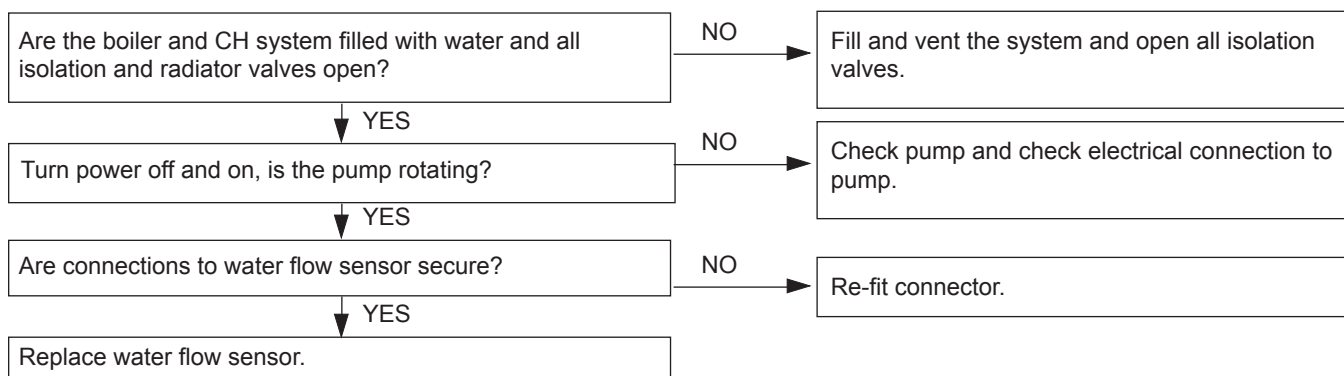 Are the boiler and CH system filled with water and all
isolation and radiator valves open?
NO
Fill and vent the system and open all isolation
valves.
YES
Turn power off and on, is the pump rotating?
NO
Check pump and check electrical connection to
pump.
YES
Are connections to water flow sensor secure?
NO
Re-fit connector.
YES
Replace water flow sensor.